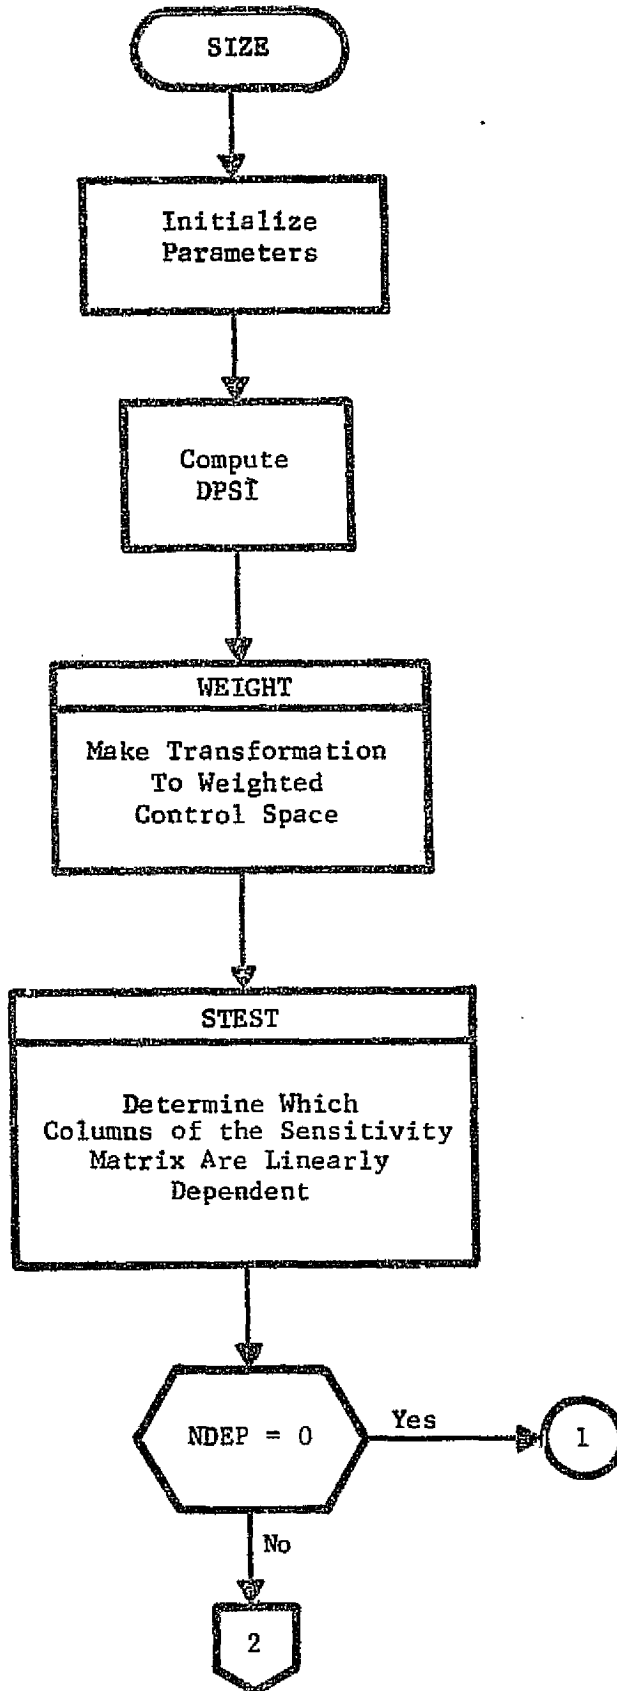 SIZE
Initialize
Parameters
Compute
DPSI
WEIGHT
Make Transformation
To Weighted
Control Space
STEST
Determine Which
Columns of the Sensitivity
Matrix Are Linearly
Dependent
NDEP = 0
Yes
1
No
2